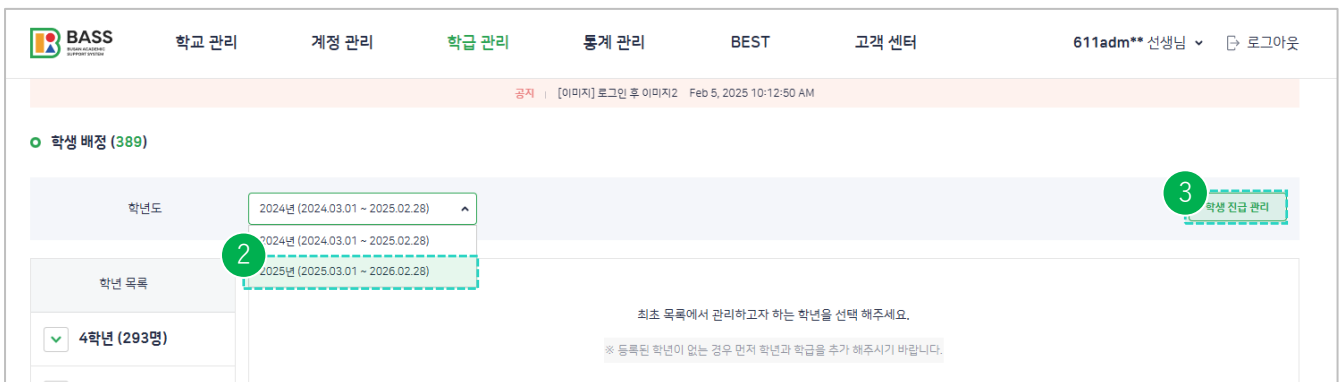 BASS
BUSAN ACADEMIC
SUPPORT SYSTEM
학교 관리
계정 관리
학급 관리
통계 관리
BEST
고객 센터
611adm** 선생님
로그아웃
공지 | [이미지] 로그인 후 이미지2 Feb 5, 2025 10:12:50 AM
학생 배정 (389)
학년도
2024년 (2024.03.01 ~ 2025.02.28)
3
학생 진급 관리
2024년 (2024.03.01 ~ 2025.02.28)
2
2025년 (2025.03.01 ~ 2026.02.28)
학년 목록
최초 목록에서 관리하고자 하는 학년을 선택 해주세요.
4학년 (293명)
※ 등록된 학년이 없는 경우 먼저 학년과 학급을 추가 해주시기 바랍니다.